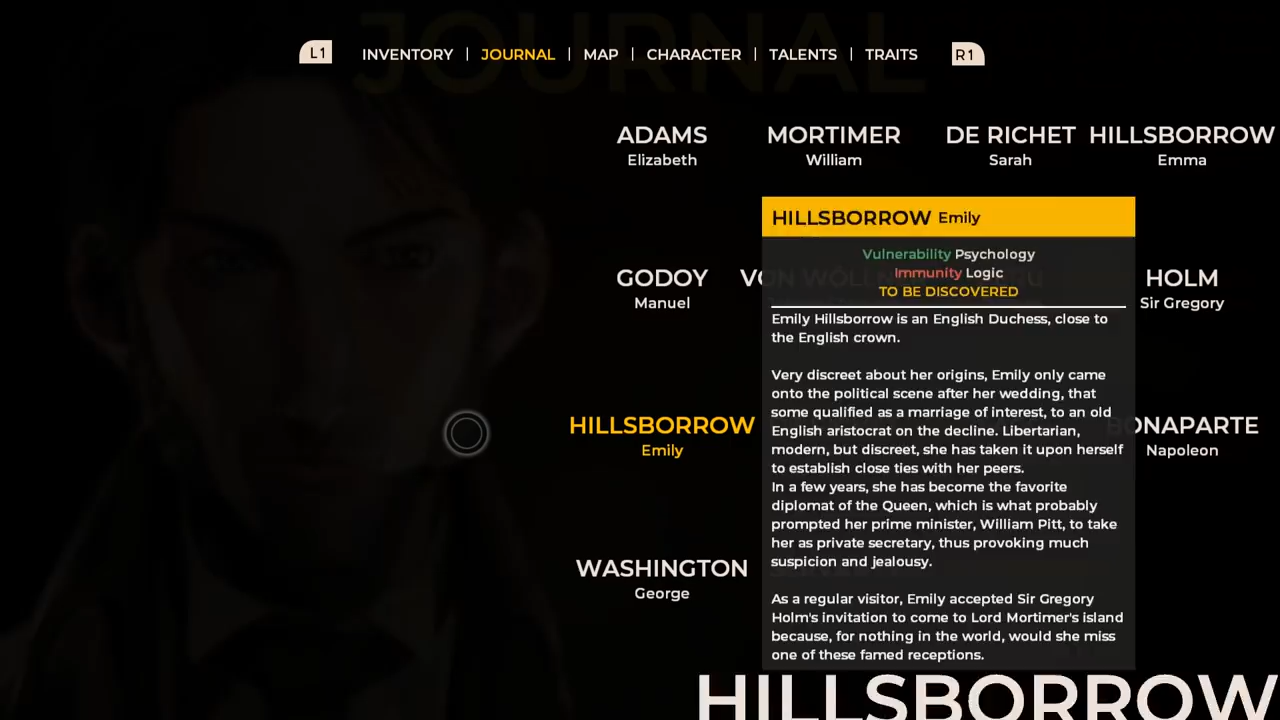 JOURNAL
L1 INVENTORY | JOURNAL | MAP | CHARACTER | TALENTS | TRAITS R1
ADAMS MORTIMER DE RICHET HILLSBORROW
Elizabeth William Sarah Emma
HILLSBORROW Emily
Vulnerability Psychology
Immunity Logic
TO BE DISCOVERED
GODOY HOLM
Manuel Sir Gregory
Emily Hillsborrow is an English Duchess, close to
the English crown.
Very discreet about her origins, Emily only came
onto the political scene after her wedding, that
some qualified as a marriage of interest, to an old
English aristocrat on the decline. Libertarian,
modern, but discreet, she has taken it upon herself
to establish close ties with her peers.
In a few years, she has become the favorite
diplomat of the Queen, which is what probably
prompted her prime minister, William Pitt, to take
her as private secretary, thus provoking much
suspicion and jealousy.
As a regular visitor, Emily accepted Sir Gregory
Holm's invitation to come to Lord Mortimer's island
because, for nothing in the world, would she miss
one of these famed receptions.
HILLSBORROW BONAPARTE
Emily Napoleon
WASHINGTON
George
HILLSBORROW